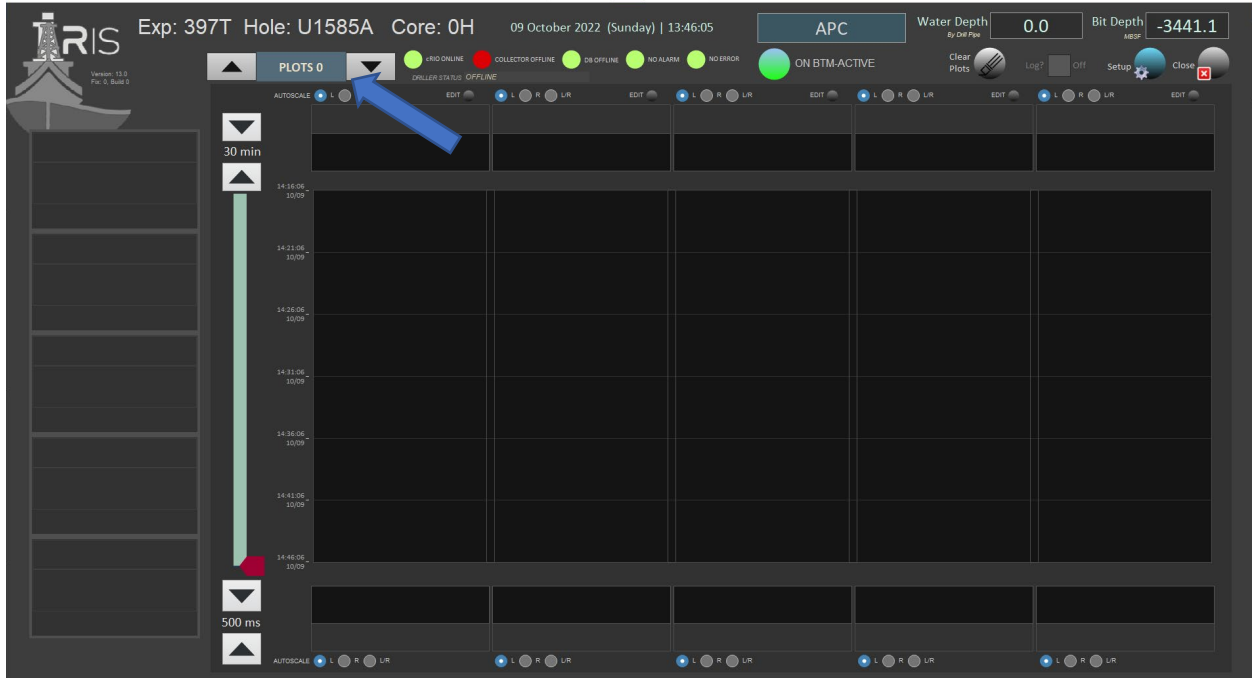 IRIS
Version: 13.0
Fix: 0, Build 0
Exp: 397T Hole: U1585A Core: 0H
09 October 2022 (Sunday) | 13:46:05
APC
Water Depth
By Drill Pipe
0.0
Bit Depth
MBSF
-3441.1
PLOTS 0
cRIO ONLINE
COLLECTOR OFFLINE
DB OFFLINE
NO ALARM
NO ERROR
DRILLER STATUS OFFLINE
ON BTM-ACTIVE
Clear
Plots
Log?
Off
Setup
Close
AUTOSCALE L EDIT L R L/R EDIT L R L/R EDIT L R L/R EDIT L R L/R EDIT
30 min
14:16:06
10/09
14:21:06
10/09
14:26:06
10/09
14:31:06
10/09
14:36:06
10/09
14:41:06
10/09
14:46:06
10/09
500 ms
AUTOSCALE L R L/R L R L/R L R L/R L R L/R L R L/R